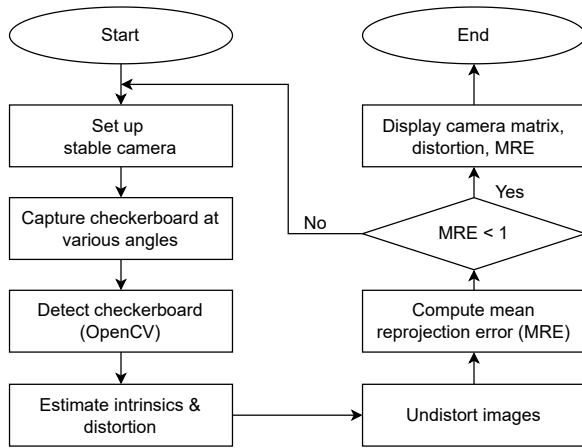 Start
Set up
stable camera
Capture checkerboard at
various angles
Detect checkerboard
(OpenCV)
Estimate intrinsics &
distortion
Undistort images
Compute mean
reprojection error (MRE)
MRE < 1
No
Yes
Display camera matrix,
distortion, MRE
End